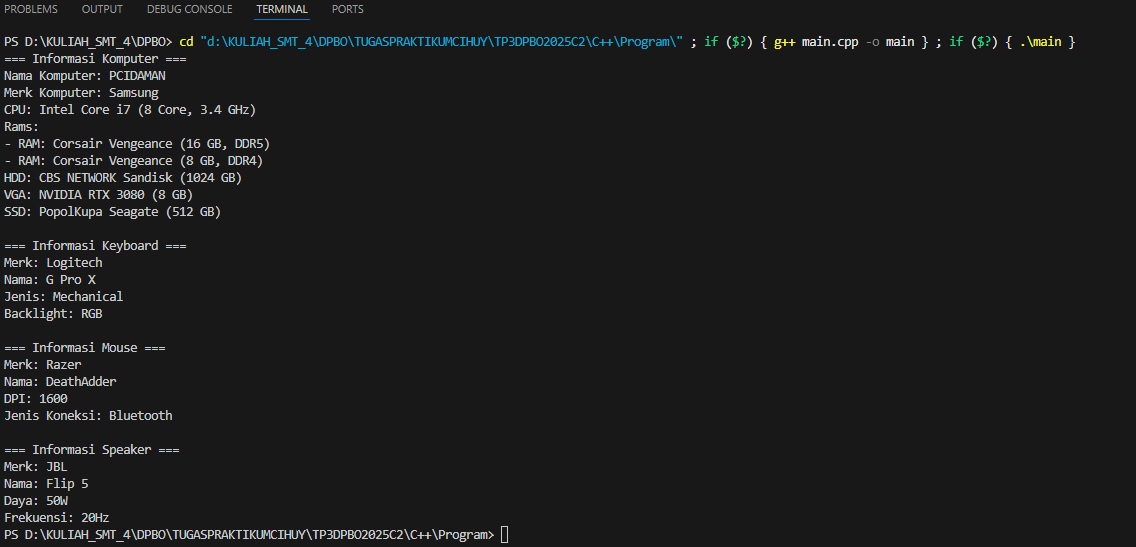 PROBLEMS OUTPUT DEBUG CONSOLE TERMINAL PORTS
PS D:\KULIAH_SMT_4\DPBO> cd "d:\KULIAH_SMT_4\DPBO\TUGASPRAKTIKUMCIHUY\TP3DPBO2025C2\C++\Program\" ; if ($?) { g++ main.cpp -o main } ; if ($?) { .\main }
=== Informasi Komputer ===
Nama Komputer: PCIDAMAN
Merk Komputer: Samsung
CPU: Intel Core i7 (8 Core, 3.4 GHz)
Rams:
- RAM: Corsair Vengeance (16 GB, DDR5)
- RAM: Corsair Vengeance (8 GB, DDR4)
HDD: CBS NETWORK Sandisk (1024 GB)
VGA: NVIDIA RTX 3080 (8 GB)
SSD: PopolKupa Seagate (512 GB)
=== Informasi Keyboard ===
Merk: Logitech
Nama: G Pro X
Jenis: Mechanical
Backlight: RGB
=== Informasi Mouse ===
Merk: Razer
Nama: DeathAdder
DPI: 1600
Jenis Koneksi: Bluetooth
=== Informasi Speaker ===
Merk: JBL
Nama: Flip 5
Daya: 50W
Frekuensi: 20Hz
PS D:\KULIAH_SMT_4\DPBO\TUGASPRAKTIKUMCIHUY\TP3DPBO2025C2\C++\Program>